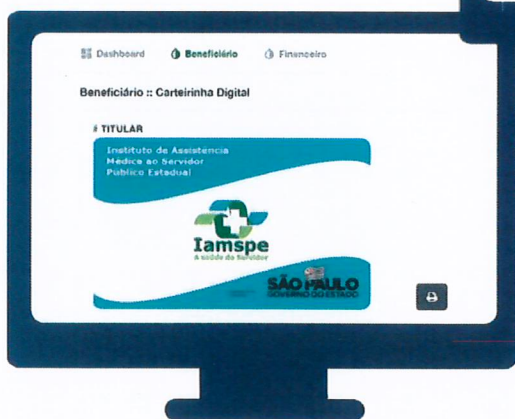 Dashboard Beneficiário Financeiro
Beneficiário :: Carteirinha Digital
# TITULAR
Instituto de Assistência
Médica ao Servidor
Público Estadual
Iamspe
A saúde do Servidor
SÃO PAULO
GOVERNO DO ESTADO